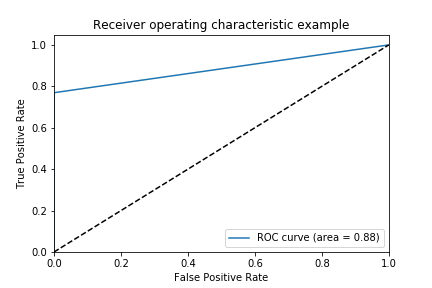 Receiver operating characteristic example
True Positive Rate
1.0
0.8
0.6
0.4
0.2
0.0
ROC curve (area = 0.88)
0.0 0.2 0.4 0.6 0.8 1.0
False Positive Rate